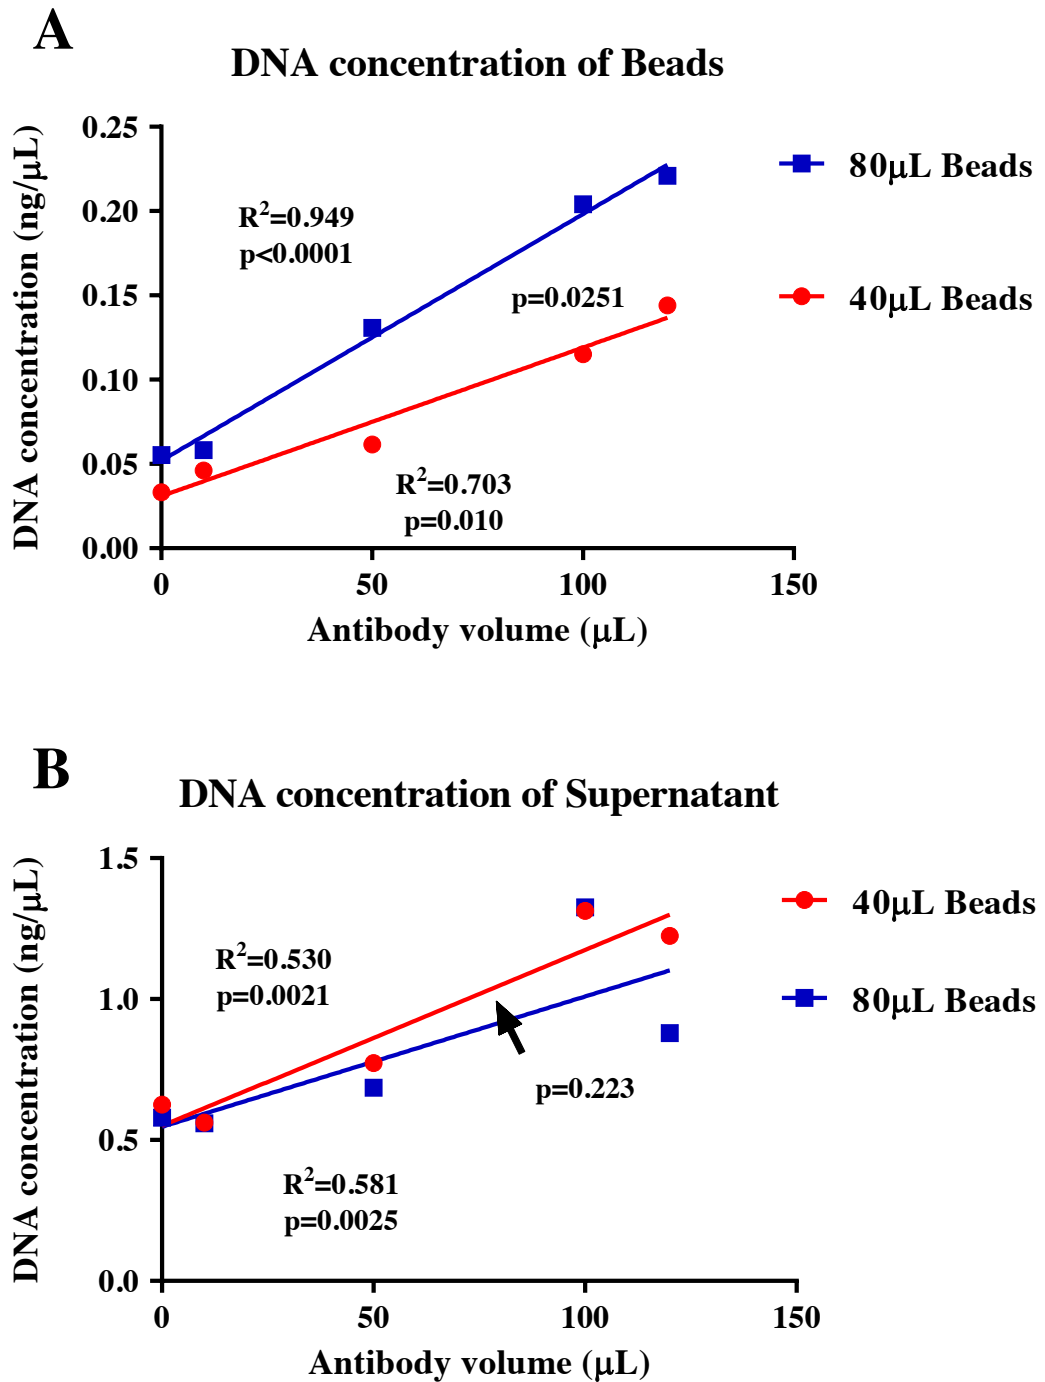 A
DNA concentration of Beads
DNA concentration (ng/μL)
0.25
0.20
0.15
0.10
0.05
0.00
R²=0.949
p<0.0001
p=0.0251
R²=0.703
p=0.010
80μL Beads
40μL Beads
0 50 100 150
Antibody volume (μL)
B
DNA concentration of Supernatant
DNA concentration (ng/μL)
1.5
1.0
0.5
0.0
R²=0.530
p=0.0021
p=0.223
R²=0.581
p=0.0025
40μL Beads
80μL Beads
0 50 100 150
Antibody volume (μL)